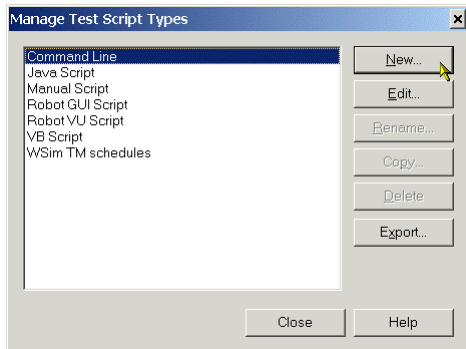 Manage Test Script Types
Command Line
Java Script
Manual Script
Robot GUI Script
Robot VU Script
VB Script
WSim TM schedules
New...
Edit...
Rename...
Copy...
Delete
Export...
Close
Help